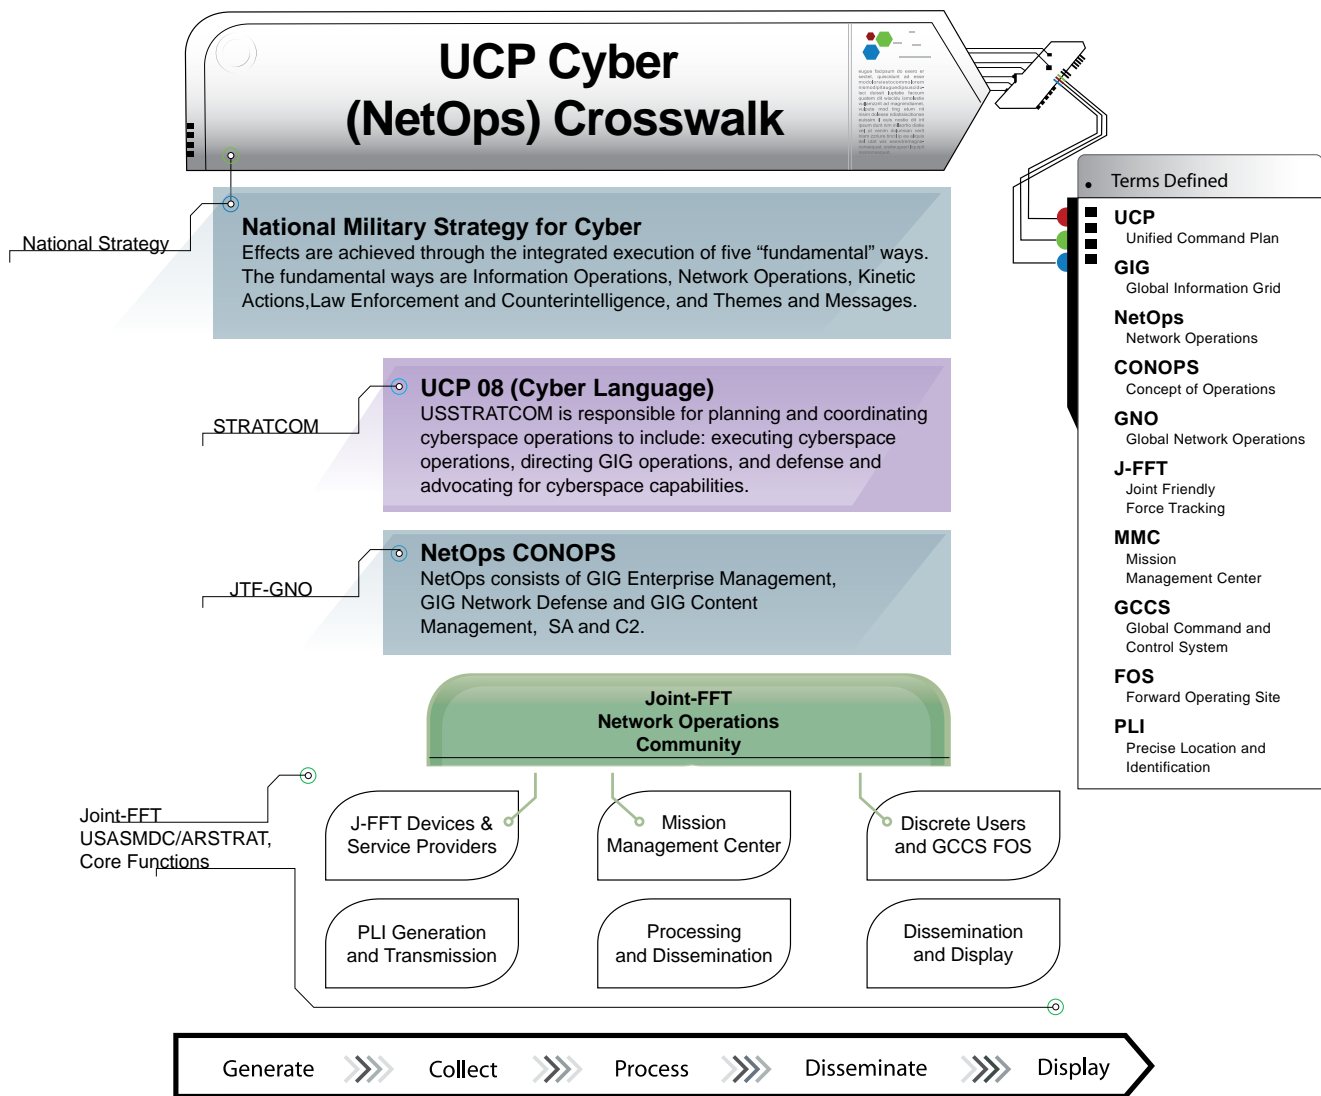 UCP Cyber
(NetOps) Crosswalk
National Strategy
National Military Strategy for Cyber
Effects are achieved through the integrated execution of five “fundamental” ways.
The fundamental ways are Information Operations, Network Operations, Kinetic
Actions,Law Enforcement and Counterintelligence, and Themes and Messages.
STRATCOM
UCP 08 (Cyber Language)
USSTRATCOM is responsible for planning and coordinating
cyberspace operations to include: executing cyberspace
operations, directing GIG operations, and defense and
advocating for cyberspace capabilities.
JTF-GNO
NetOps CONOPS
NetOps consists of GIG Enterprise Management,
GIG Network Defense and GIG Content
Management,  SA and C2.
Joint-FFT
Network Operations
Community
Joint-FFT
USASMDC/ARSTRAT,
Core Functions
J-FFT Devices &
Service Providers
Mission
Management Center
Discrete Users
and GCCS FOS
PLI Generation
and Transmission
Processing
and Dissemination
Dissemination
and Display
Generate
Collect
Process
Disseminate
Display
Terms Defined
UCP
Unified Command Plan
GIG
Global Information Grid
NetOps
Network Operations
CONOPS
Concept of Operations
GNO
Global Network Operations
J-FFT
Joint Friendly
Force Tracking
MMC
Mission
Management Center
GCCS
Global Command and
Control System
FOS
Forward Operating Site
PLI
Precise Location and
Identification